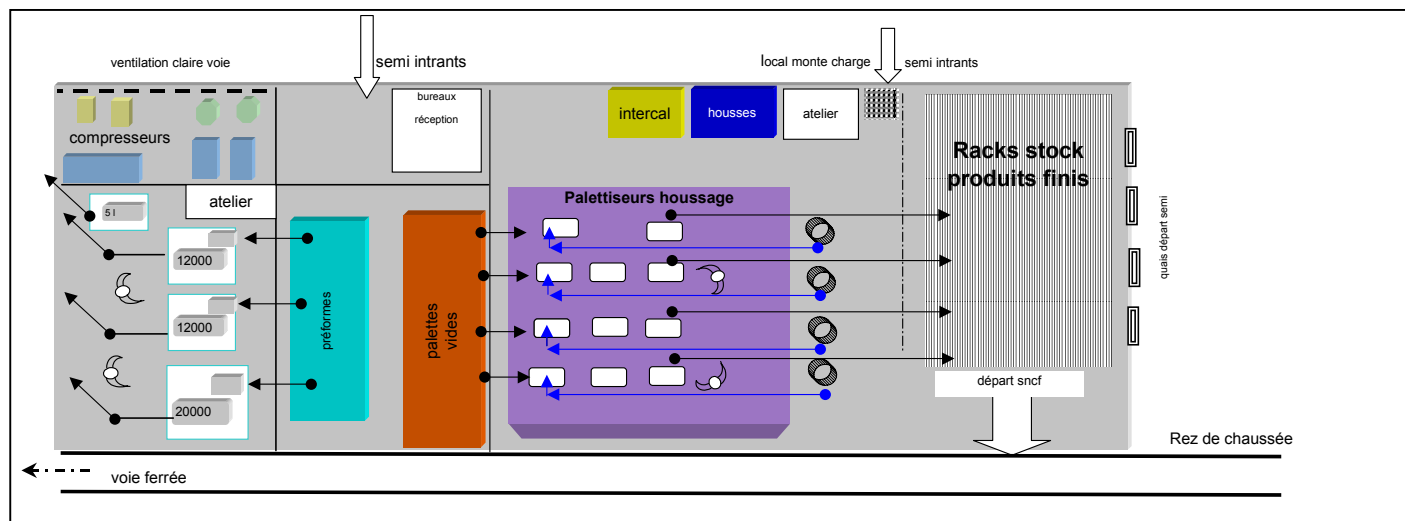 ventilation claire voie
semi intrants
local monte charge
semi intrants
bureaux
réception
intercal
housses
atelier
compresseurs
Racks stock
produits finis
atelier
5 l
Palettiseurs houssage
12000
12000
20000
préformes
palettes
vides
quais départ semi
départ sncf
Rez de chaussée
voie ferrée